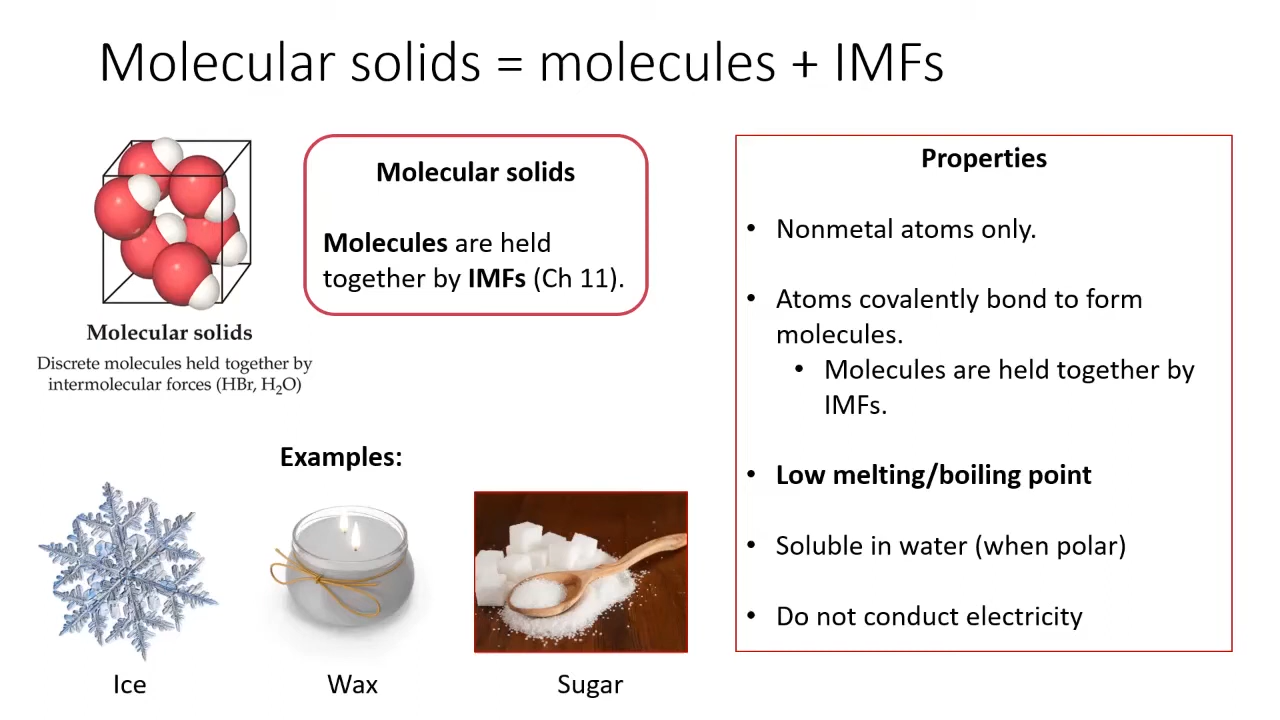 Molecular solids = molecules + IMFs
Molecular solids
Molecules are held
together by IMFs (Ch 11).
Molecular solids
Discrete molecules held together by
intermolecular forces (HBr, H₂O)
Examples:
Ice
Wax
Sugar
Properties
• Nonmetal atoms only.
• Atoms covalently bond to form
molecules.
• Molecules are held together by
IMFs.
• Low melting/boiling point
• Soluble in water (when polar)
• Do not conduct electricity